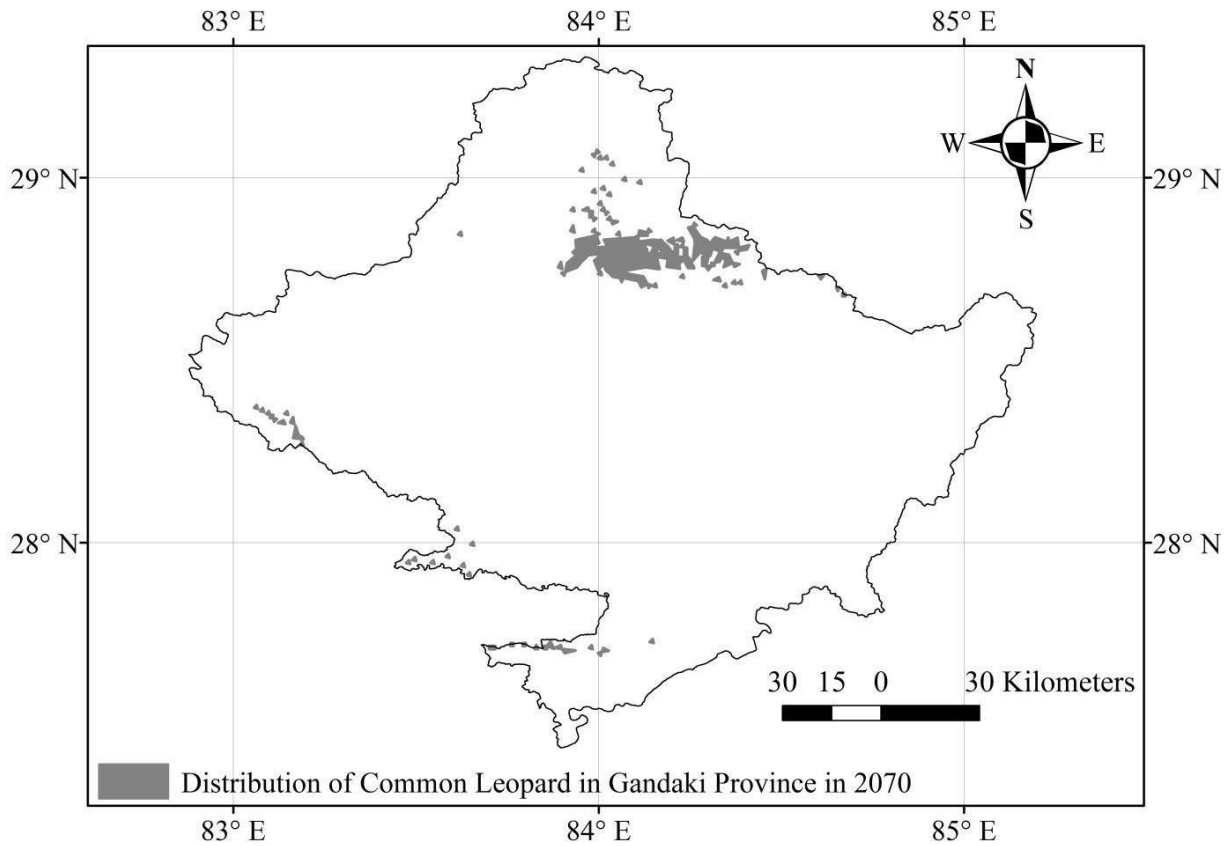 83° E 84° E 85° E
N
W E
S
29° N 29° N
28° N 28° N
30 15 0 30 Kilometers
Distribution of Common Leopard in Gandaki Province in 2070
83° E 84° E 85° E